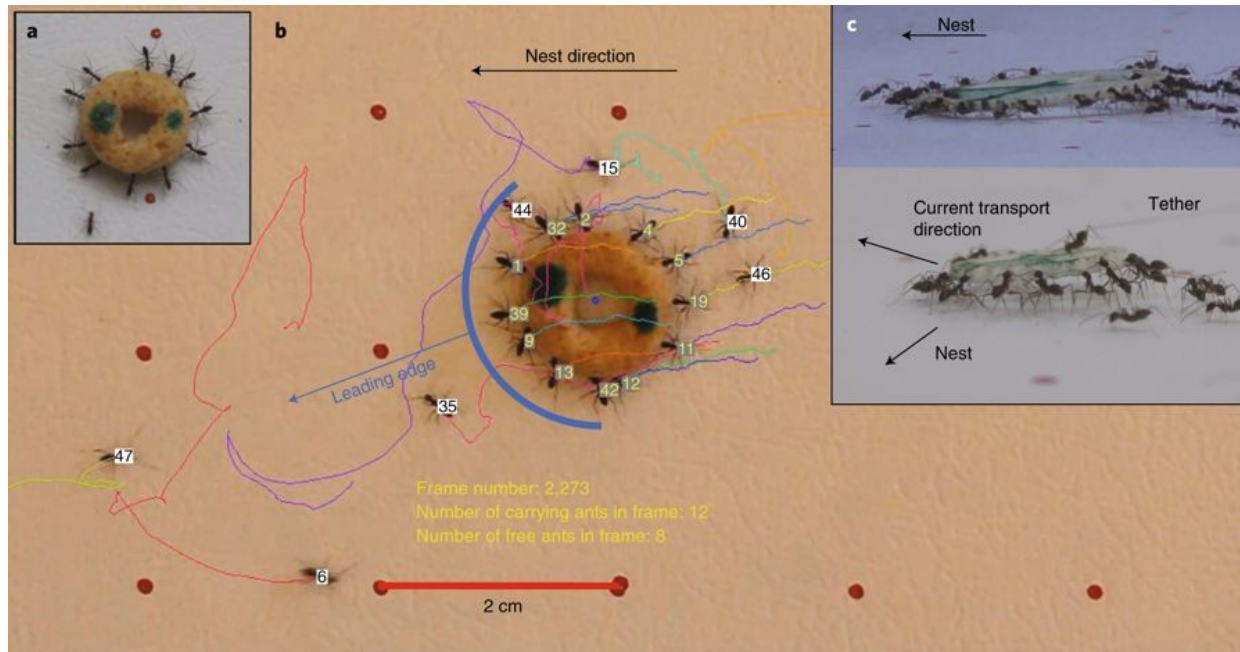 a
b
Nest direction
15
44
32
2
4
40
1
5
46
39
19
9
11
13
42
12
Leading edge
35
47
6
Frame number: 2,273
Number of carrying ants in frame: 12
Number of free ants in frame: 8
2 cm
c
Nest
Current transport
direction
Tether
Nest